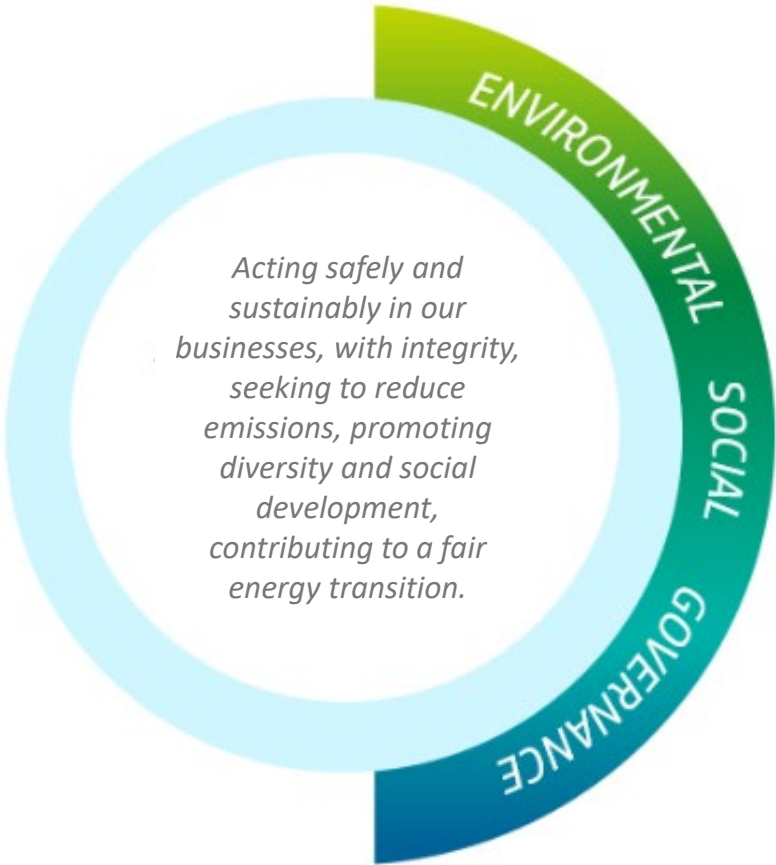 ENVIRONMENTAL
SOCIAL
GOVERNANCE
Acting safely and
sustainably in our
businesses, with integrity,
seeking to reduce
emissions, promoting
diversity and social
development,
contributing to a fair
energy transition.